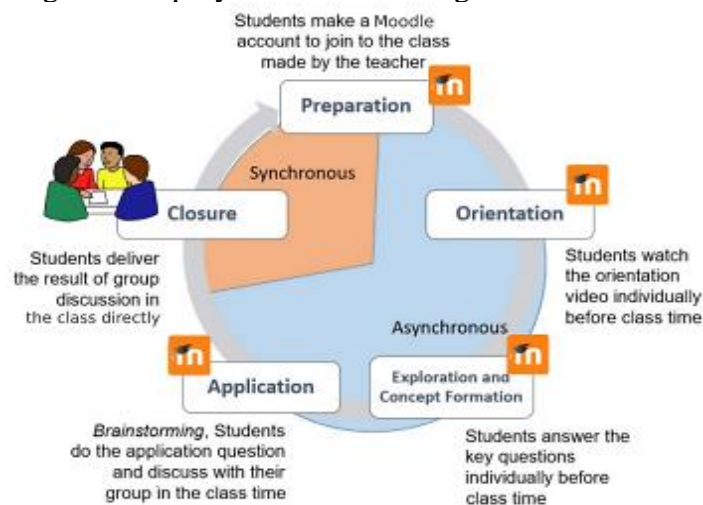 Students make a Moodle
account to join to the class
made by the teacher
Preparation
Synchronous
Closure
Orientation
Students deliver
the result of group
discussion in
the class directly
Students watch
the orientation
video individually
before class time
Asynchronous
Application
Exploration and
Concept Formation
Brainstorming, Students
do the application question
and discuss with their
group in the class time
Students answer the
key questions
individually before
class time